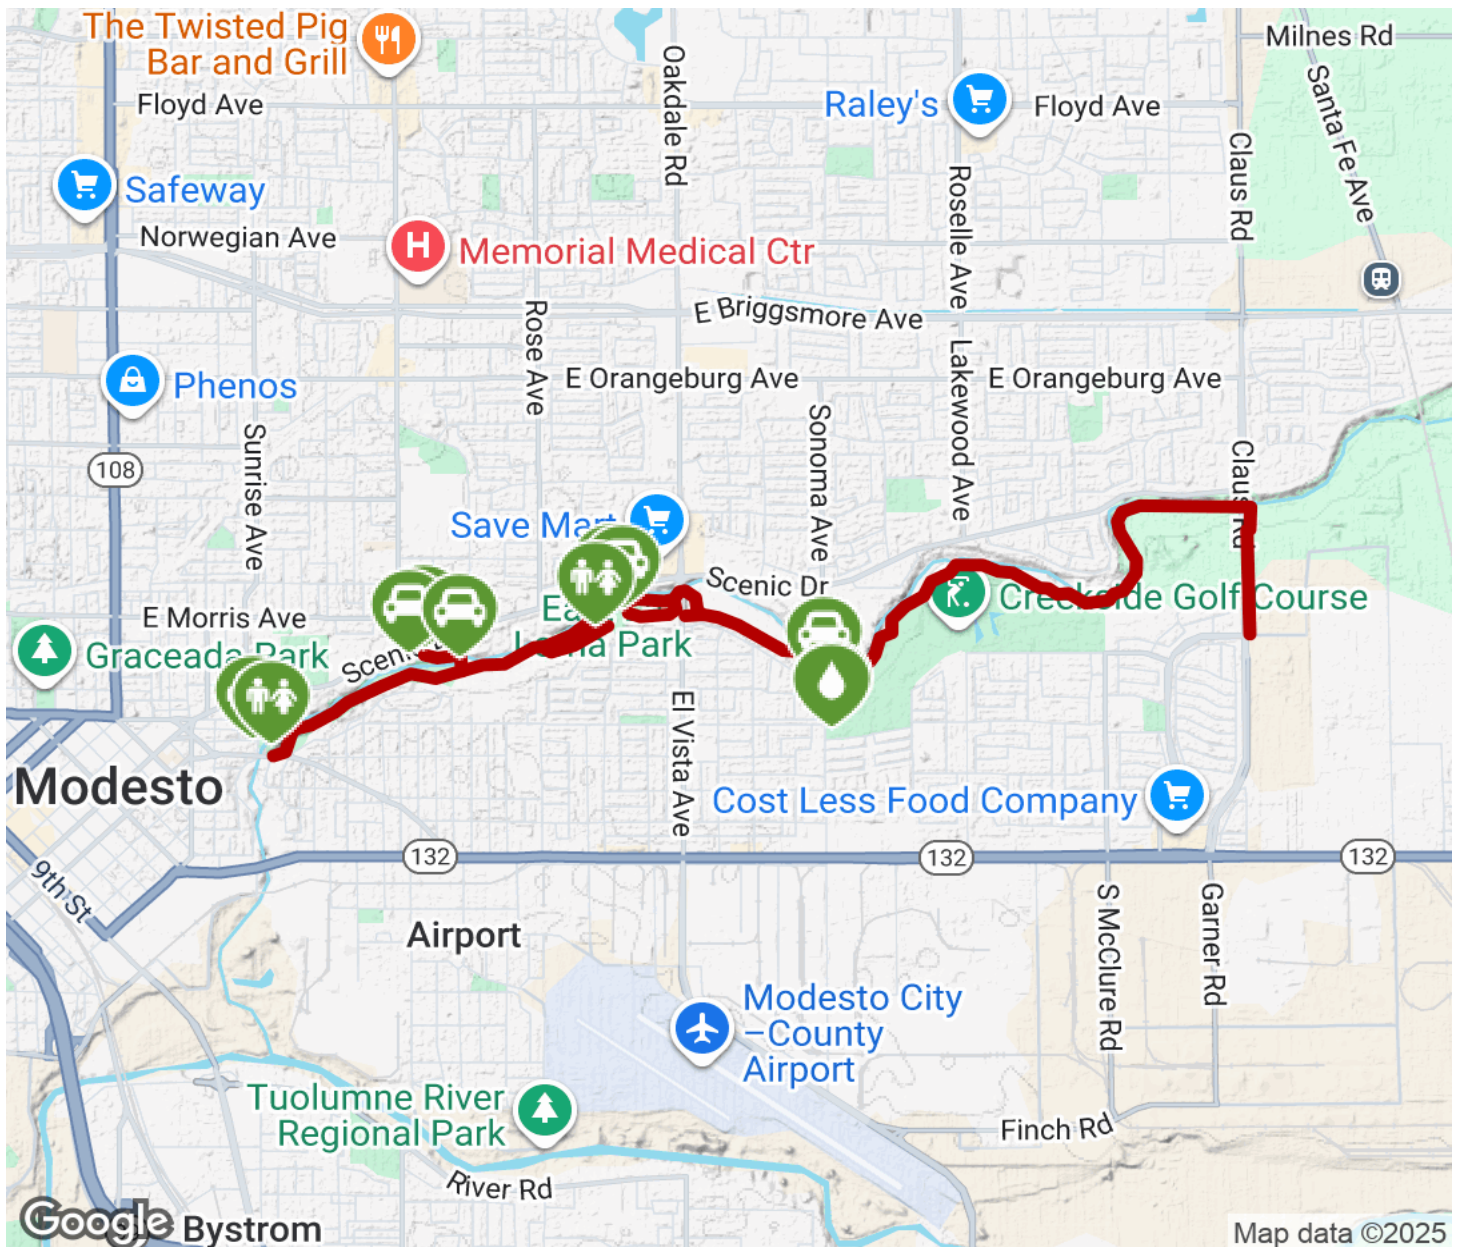 The Twisted Pig
Bar and Grill
Floyd Ave
Oakdale Rd
Raley's
Floyd Ave
Milnes Rd
Santa Fe Ave
Claus Rd
Safeway
Roselle Ave
Norwegian Ave
Memorial Medical Ctr
Rose Ave
E Briggsmore Ave
Phenos
E Orangeburg Ave
Lakewood Ave
E Orangeburg Ave
Sonoma Ave
Sunrise Ave
108
Claus Rd
Save Mart
Scenic Dr
E Morris Ave
Creekside Golf Course
Graceada Park
Scenic
Park
El Vista Ave
Modesto
Cost Less Food Company
132
132
132
9th St
S McClure Rd
Garner Rd
Airport
Modesto City
–County
Airport
Tuolumne River
Regional Park
Finch Rd
River Rd
Google
Bystrom
Map data ©2025